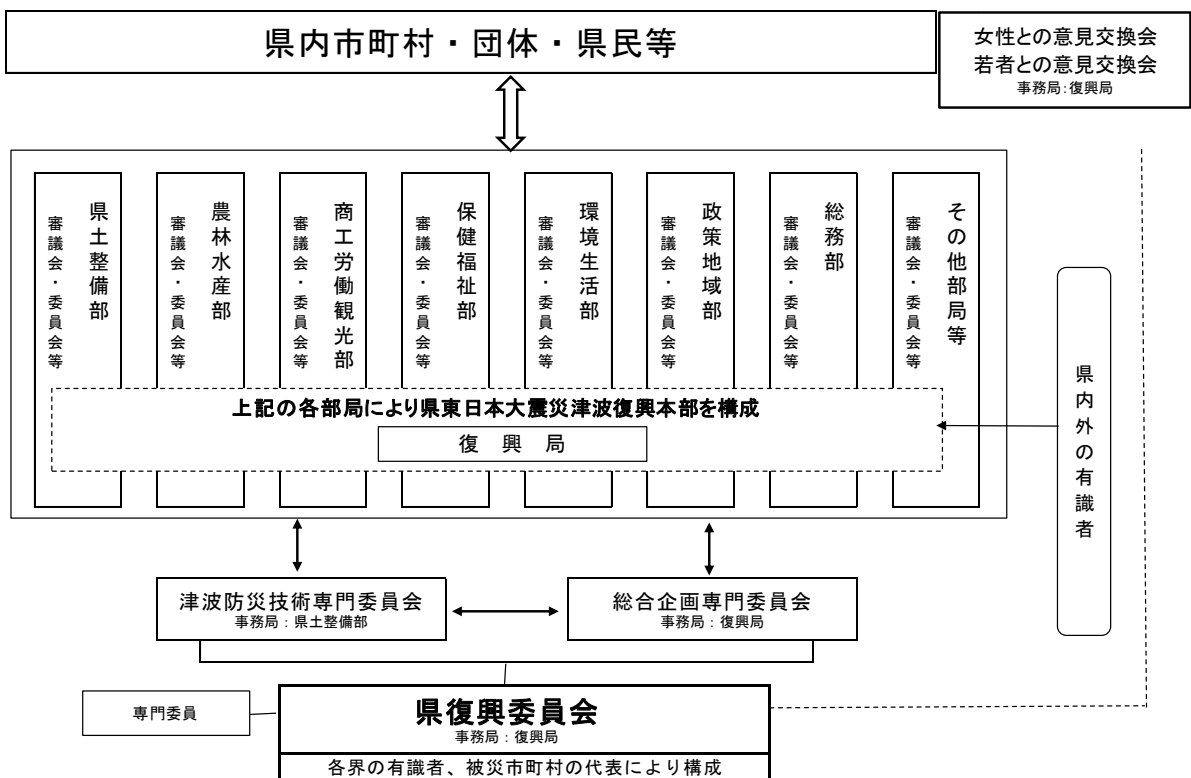 県内市町村・団体・県民等
女性との意見交換会
若者との意見交換会
事務局:復興局
県土整備部
審議会・委員会等
農林水産部
審議会・委員会等
商工労働観光部
審議会・委員会等
保健福祉部
審議会・委員会等
環境生活部
審議会・委員会等
政策地域部
審議会・委員会等
総務部
審議会・委員会等
その他部局等
審議会・委員会等
上記の各部局により県東日本大震災津波復興本部を構成
復興局
県内外の有識者
津波防災技術専門委員会
事務局:県土整備部
総合企画専門委員会
事務局:復興局
専門委員
県復興委員会
事務局:復興局
各界の有識者、被災市町村の代表により構成